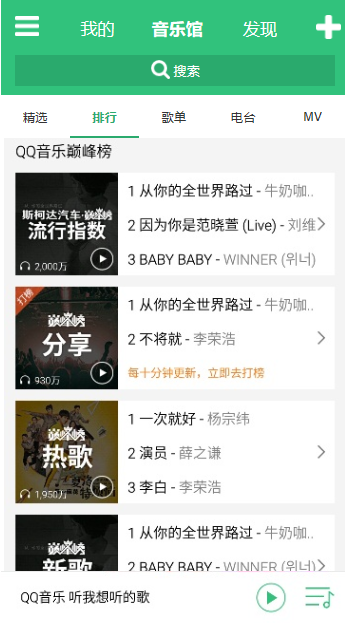 我的 音乐馆 发现
搜索
精选 排行 歌单 电台 MV
QQ音乐巅峰榜
斯柯达汽车·巅峰榜
流行指数
2,000万
1 从你的全世界路过 - 牛奶咖..
2 因为你是范晓萱 (Live) - 刘维
3 BABY BABY - WINNER (위너)
打榜
巅峰榜
分享
930万
1 从你的全世界路过 - 牛奶咖..
2 不将就 - 李荣浩
每十分钟更新，立即去打榜
巅峰榜
热歌
1,950万
1 一次就好 - 杨宗纬
2 演员 - 薛之谦
3 李白 - 李荣浩
巅峰榜
新歌
1 从你的全世界路过 - 牛奶咖..
2 BABY BABY - WINNER (위너)
QQ音乐 听我想听的歌